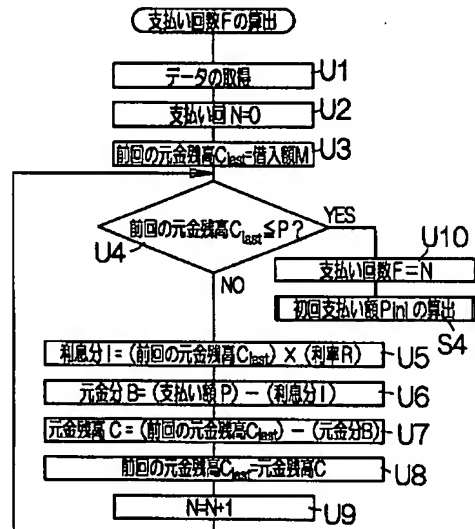 支払い回数Fの算出
データの取得
U1
支払い回 N=0
U2
前回の元金残高Clast=借入額M
U3
前回の元金残高Clast≦P?
YES
U4
NO
U10
支払い回数F=N
初回支払い額Piniの算出
S4
利息分I=(前回の元金残高Clast)×(利率R)
U5
元金分B=(支払い額P)-(利息分I)
U6
元金残高C=(前回の元金残高Clast)-(元金分B)
U7
前回の元金残高Clast=元金残高C
U8
N=N+1
U9